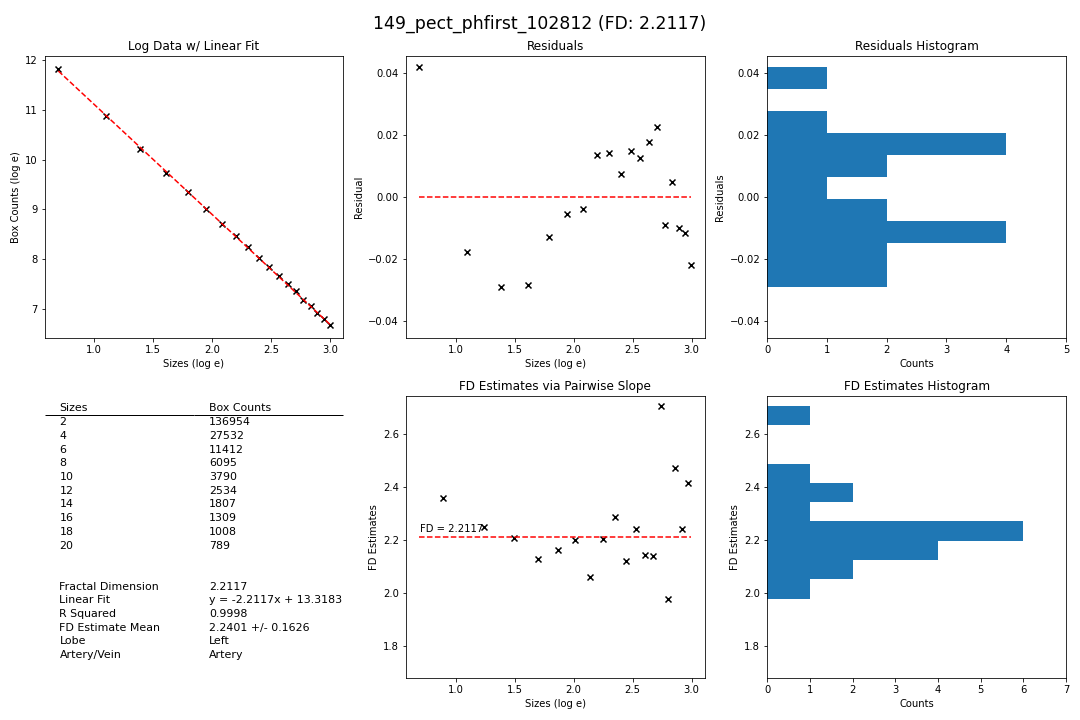 149_pect_phfirst_102812 (FD: 2.2117)
Log Data w/ Linear Fit
Box Counts (log e)
12
11
10
9
8
7
1.0 1.5 2.0 2.5 3.0
Sizes (log e)
Residuals
Residual
0.04
0.02
0.00
−0.02
−0.04
1.0 1.5 2.0 2.5 3.0
Sizes (log e)
Residuals Histogram
Residuals
0.04
0.02
0.00
−0.02
−0.04
0 1 2 3 4 5
Counts
Sizes Box Counts
2 136954
4 27532
6 11412
8 6095
10 3790
12 2534
14 1807
16 1309
18 1008
20 789
Fractal Dimension 2.2117
Linear Fit y = -2.2117x + 13.3183
R Squared 0.9998
FD Estimate Mean 2.2401 +/- 0.1626
Lobe Left
Artery/Vein Artery
FD Estimates via Pairwise Slope
FD Estimates
2.6
2.4
2.2
2.0
1.8
FD = 2.2117
1.0 1.5 2.0 2.5 3.0
Sizes (log e)
FD Estimates Histogram
FD Estimates
2.6
2.4
2.2
2.0
1.8
0 1 2 3 4 5 6 7
Counts